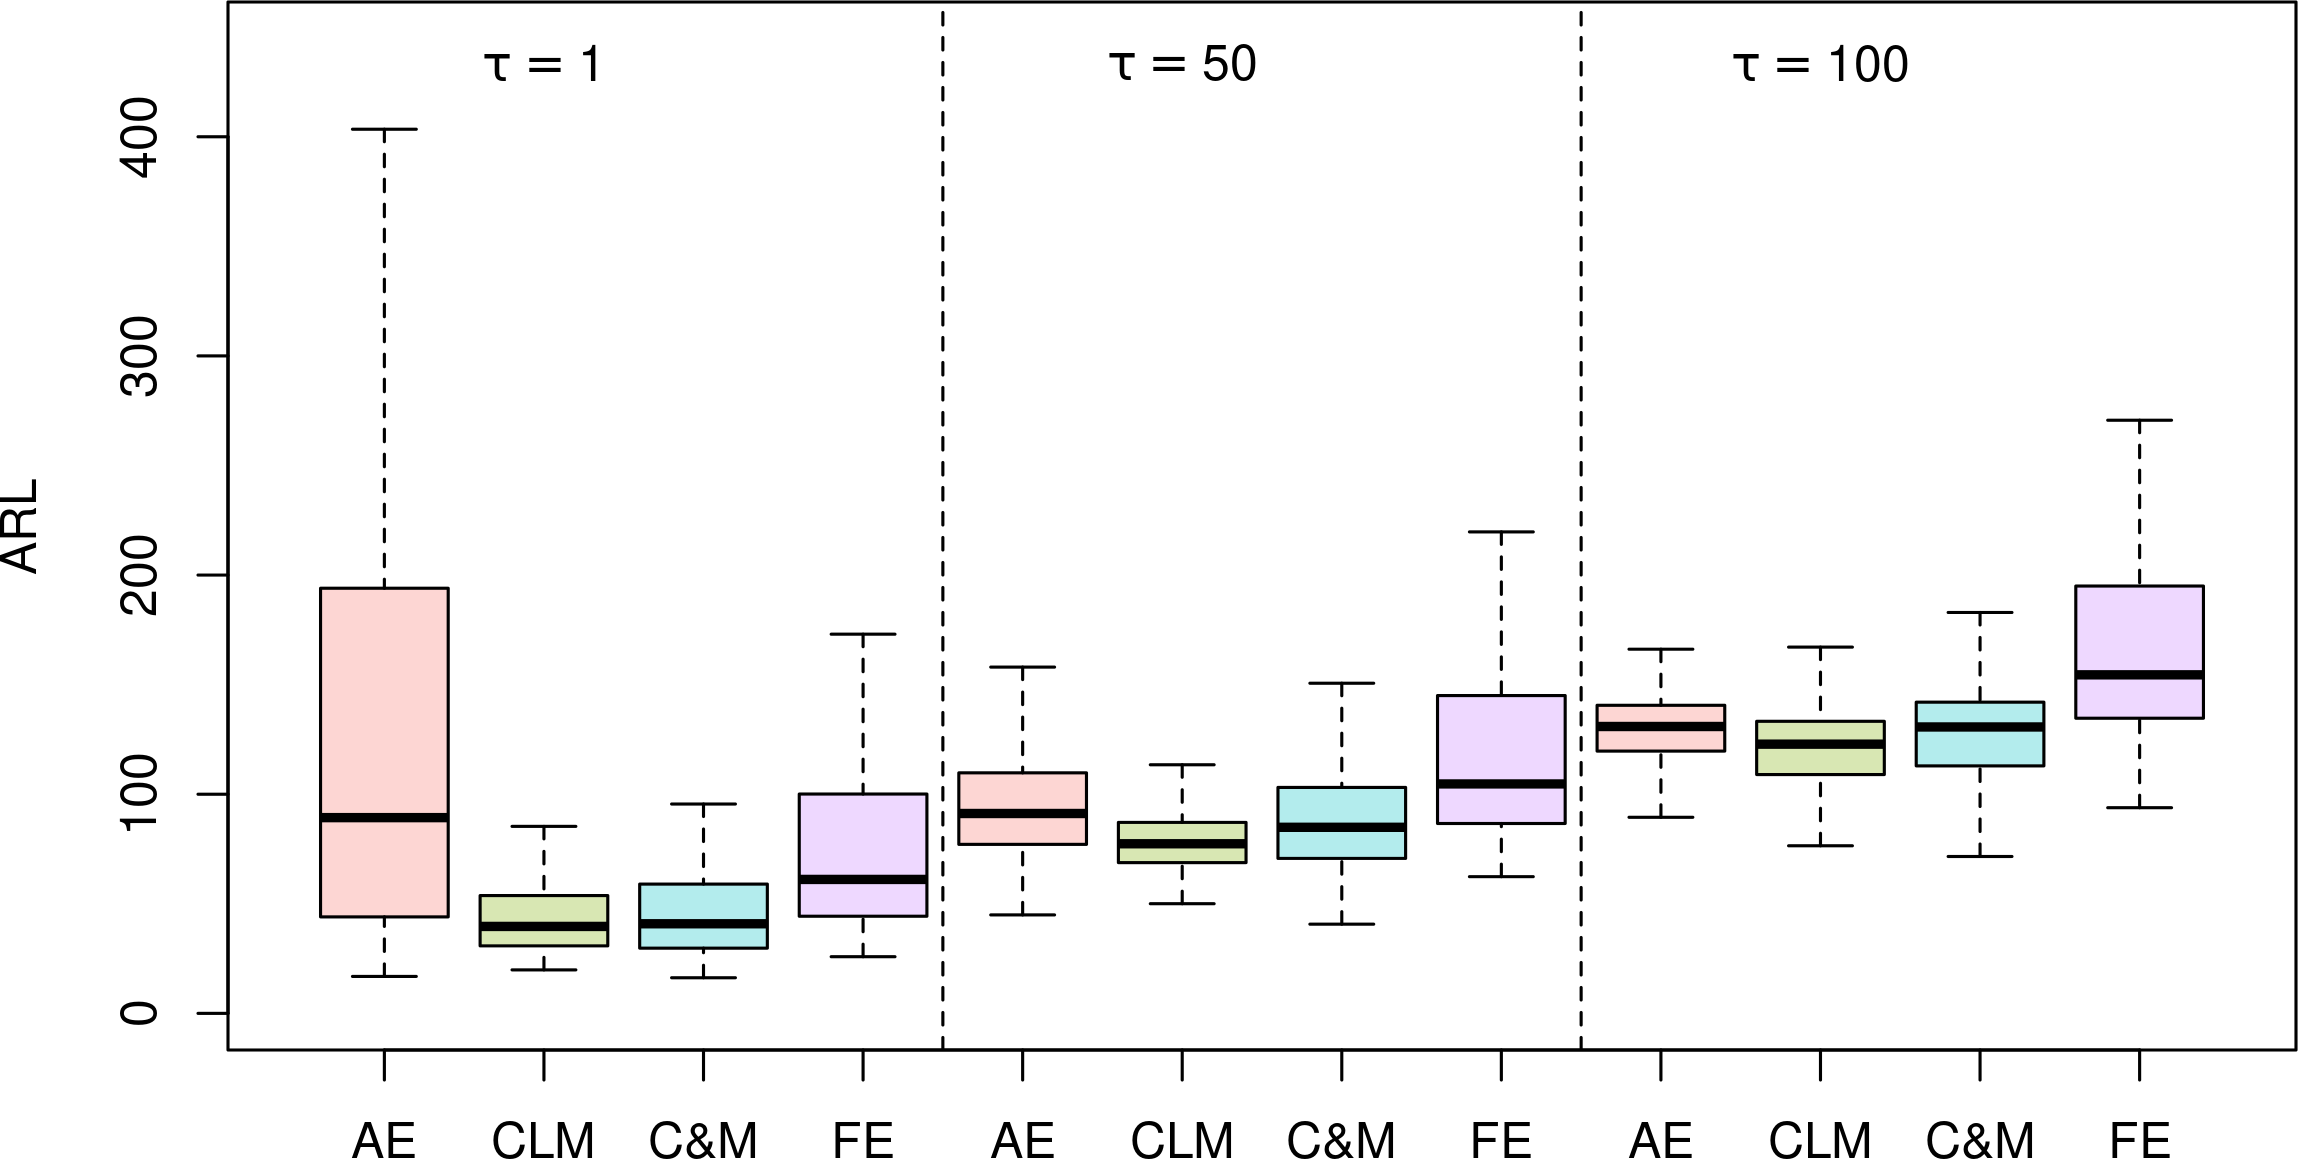 τ = 1
τ = 50
τ = 100
400
300
200
100
0
ARL
AE CLM C&M FE AE CLM C&M FE AE CLM C&M FE